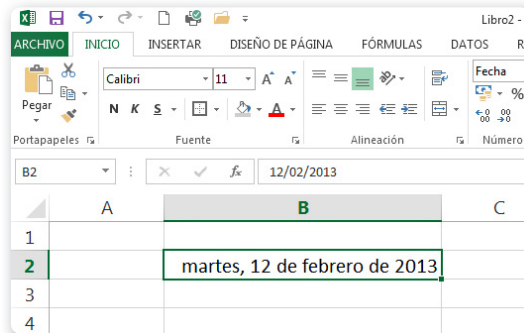 Libro2 -
ARCHIVO INICIO INSERTAR DISEÑO DE PÁGINA FÓRMULAS DATOS R
Calibri 11 A A Fecha
Pegar N K S A %
Portapapeles Fuente Alineación Número
B2 fx 12/02/2013
A B C
1
2 martes, 12 de febrero de 2013
3
4